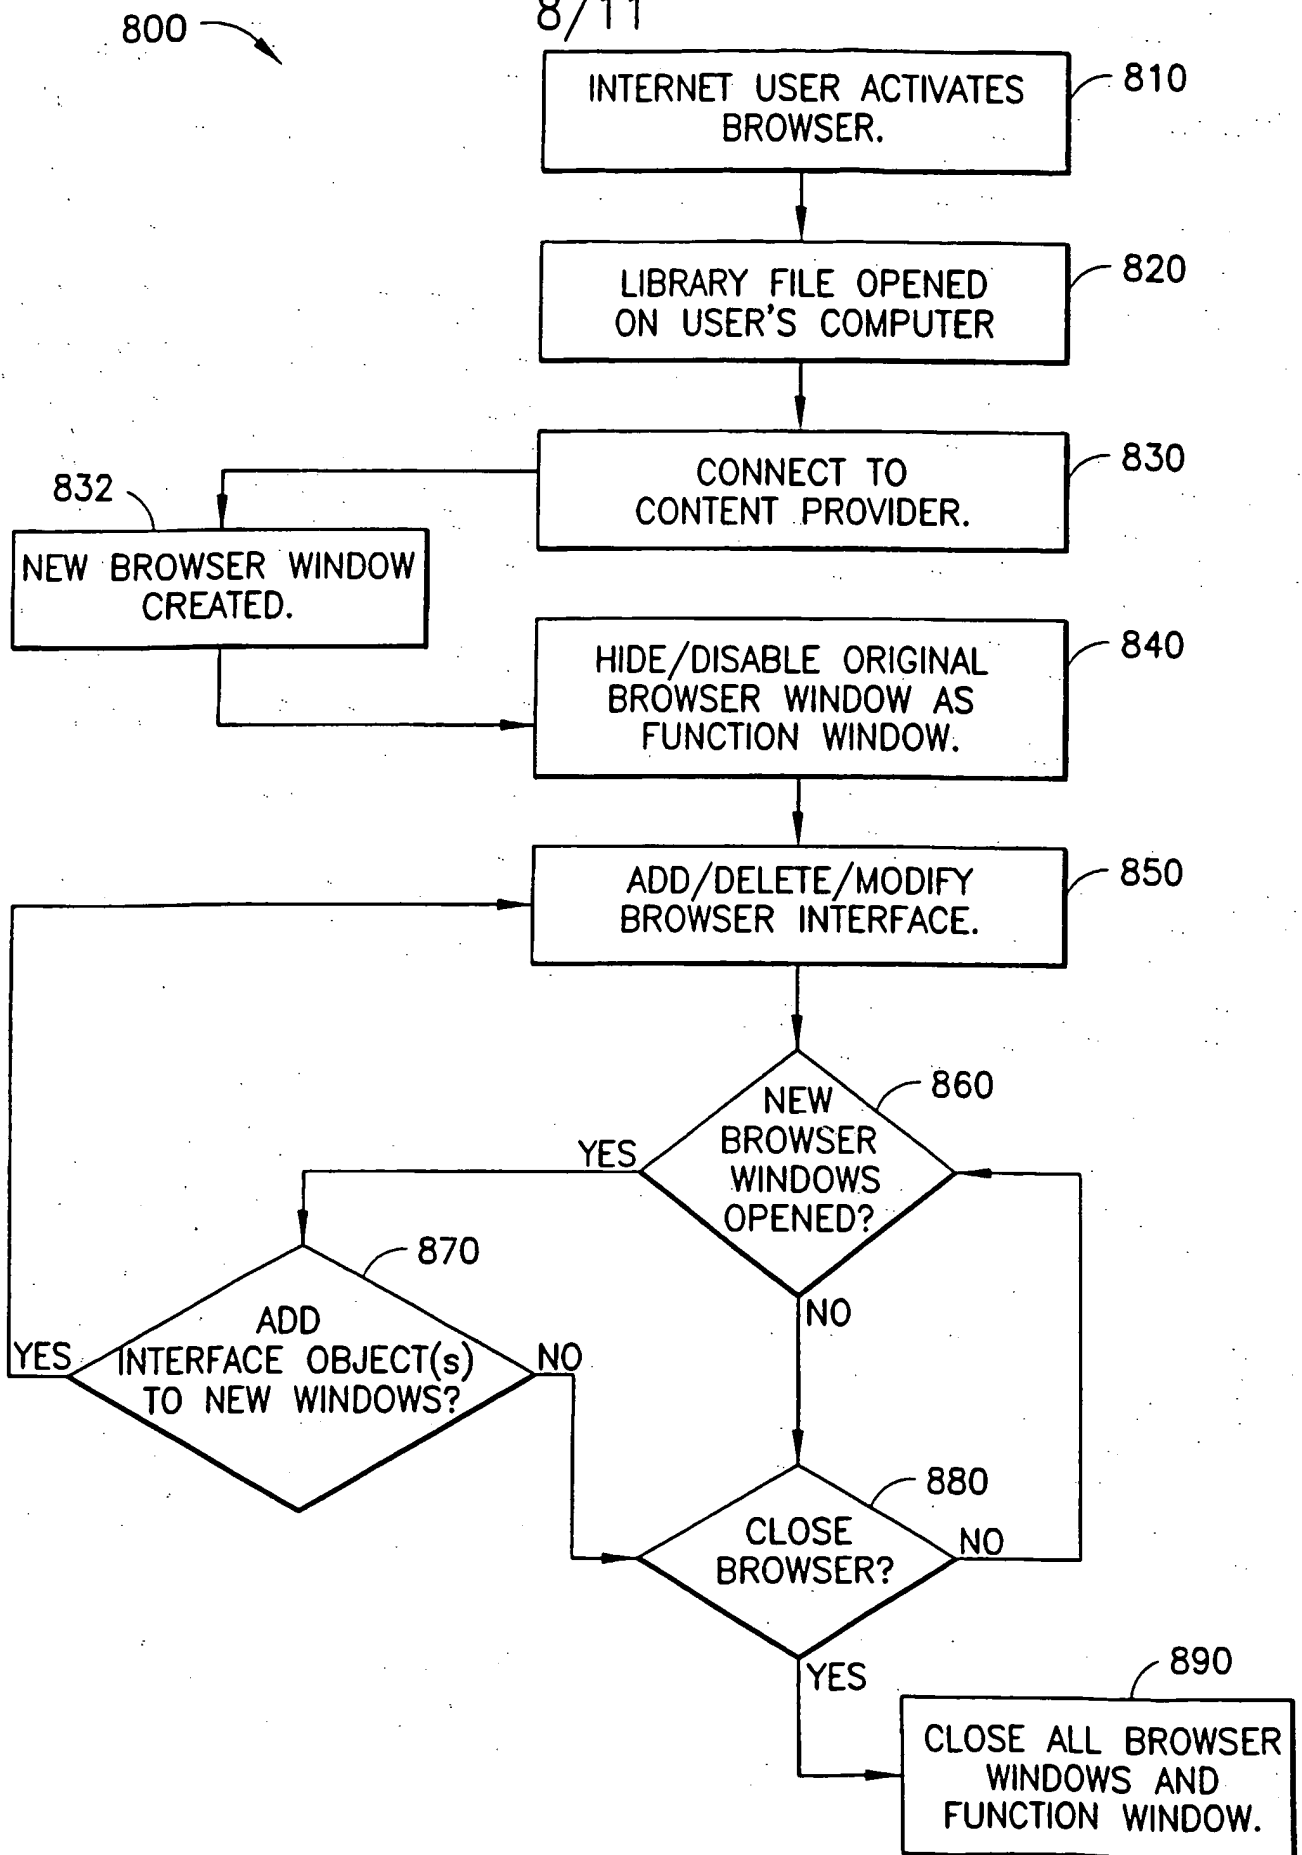 8/11
800
INTERNET USER ACTIVATES
BROWSER.
810
LIBRARY FILE OPENED
ON USER'S COMPUTER
820
CONNECT TO
CONTENT PROVIDER.
830
832
NEW BROWSER WINDOW
CREATED.
HIDE/DISABLE ORIGINAL
BROWSER WINDOW AS
FUNCTION WINDOW.
840
ADD/DELETE/MODIFY
BROWSER INTERFACE.
850
NEW
BROWSER
WINDOWS
OPENED?
860
YES
NO
870
ADD
INTERFACE OBJECT(s)
TO NEW WINDOWS?
YES
NO
880
CLOSE
BROWSER?
NO
YES
890
CLOSE ALL BROWSER
WINDOWS AND
FUNCTION WINDOW.